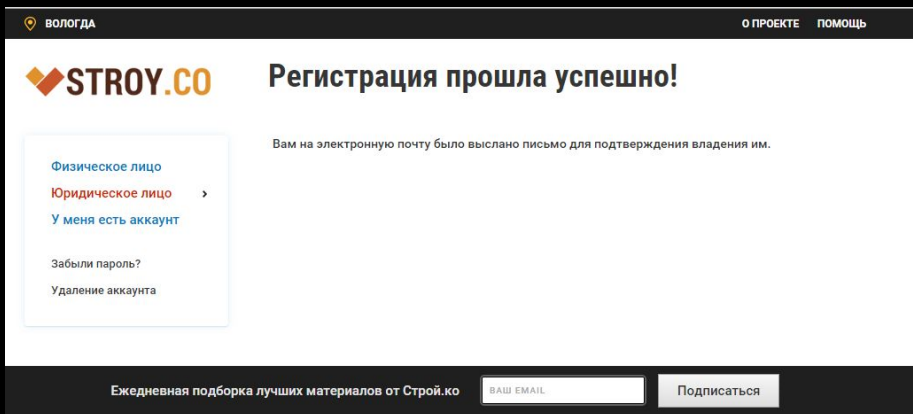 ВОЛОГДА
О ПРОЕКТЕ ПОМОЩЬ
STROY.CO
Регистрация прошла успешно!
Вам на электронную почту было выслано письмо для подтверждения владения им.
Физическое лицо
Юридическое лицо
У меня есть аккаунт
Забыли пароль?
Удаление аккаунта
Ежедневная подборка лучших материалов от Строй.ко
ВАШ EMAIL
Подписаться